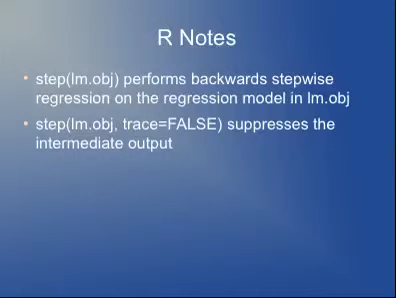 R Notes
step(lm.obj) performs backwards stepwise
regression on the regression model in lm.obj
step(lm.obj, trace=FALSE) suppresses the
intermediate output